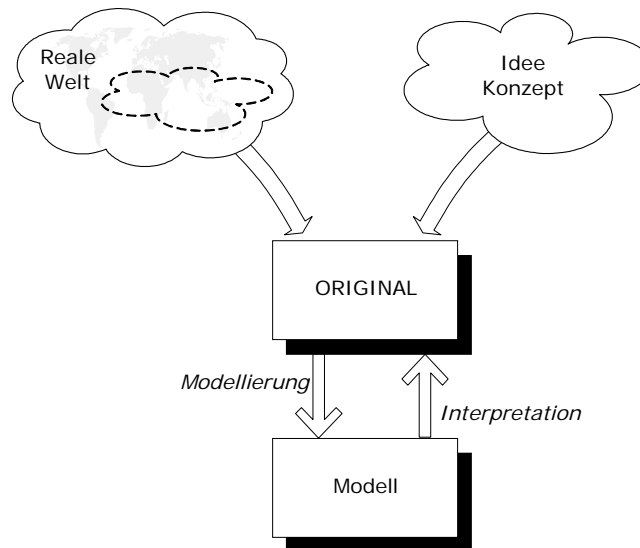 Reale
Welt
Idee
Konzept
ORIGINAL
Modellierung
Interpretation
Modell